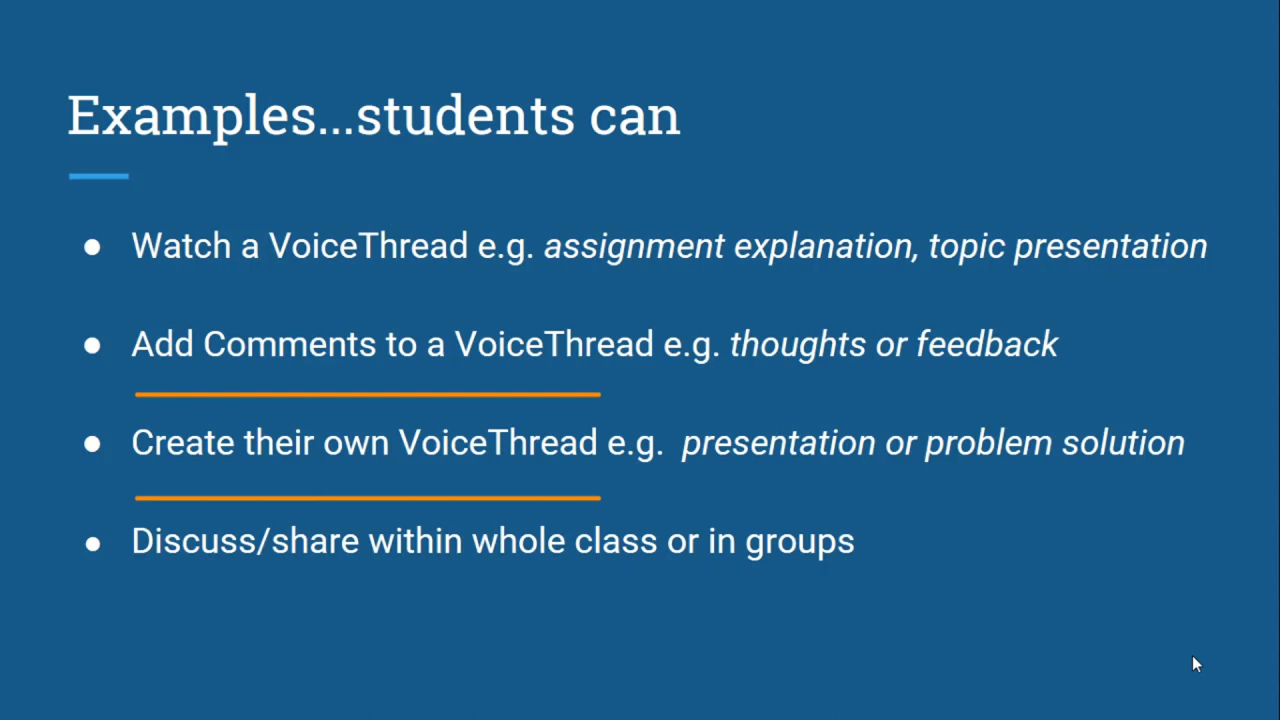 Examples...students can
● Watch a VoiceThread e.g. assignment explanation, topic presentation
● Add Comments to a VoiceThread e.g. thoughts or feedback
● Create their own VoiceThread e.g.  presentation or problem solution
● Discuss/share within whole class or in groups